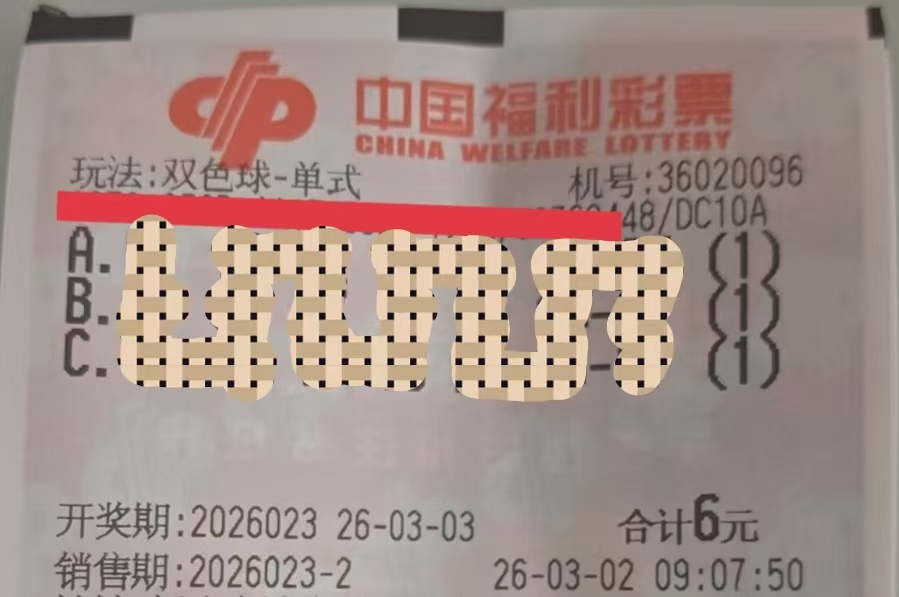 中国福利彩票
CHINA WELFARE LOTTERY
玩法:双色球-单式 机号:36020096
448/DC10A
A. (1)
B. - (1)
C. - (1)
开奖期:2026023 26-03-03 合计6元
销售期:2026023-2 26-03-02 09:07:50